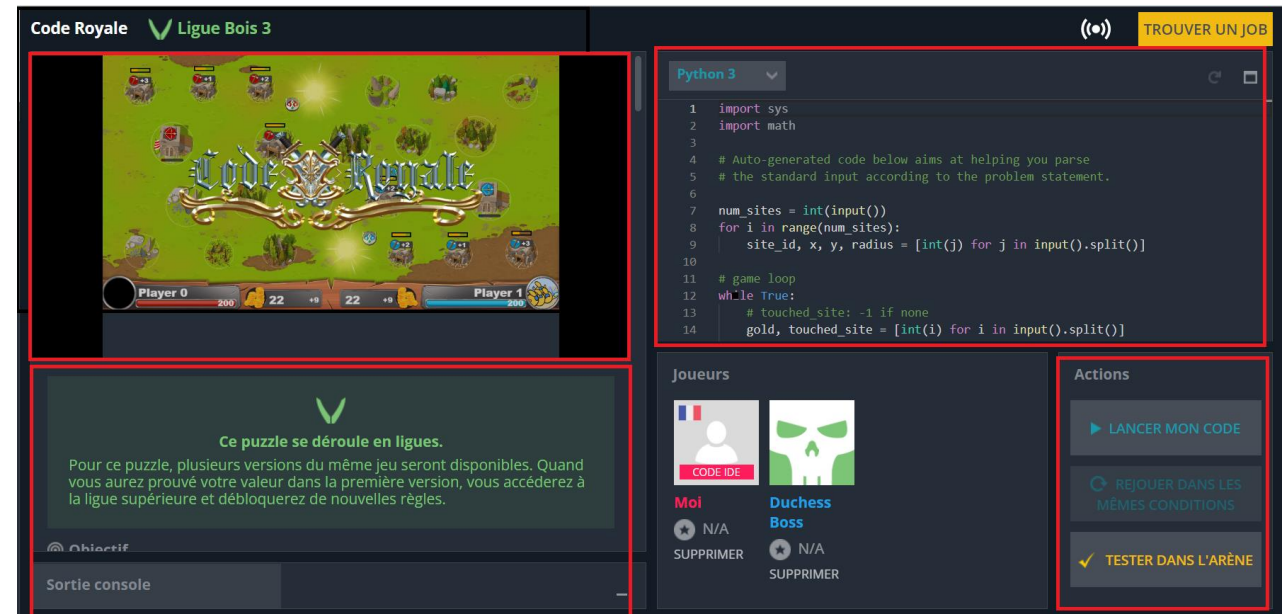 Code Royale Ligue Bois 3
TROUVER UN JOB
+3
+1
+2
Code Royale
+2
+1
+3
Player 0
200
22 +9
22 +9
Player 1
200
Ce puzzle se déroule en ligues.
Pour ce puzzle, plusieurs versions du même jeu seront disponibles. Quand
vous aurez prouvé votre valeur dans la première version, vous accéderez à
la ligue supérieure et débloquerez de nouvelles règles.
Objectif
Sortie console
Python 3
1 import sys
2 import math
3
4 # Auto-generated code below aims at helping you parse
5 # the standard input according to the problem statement.
6
7 num_sites = int(input())
8 for i in range(num_sites):
9 site_id, x, y, radius = [int(j) for j in input().split()]
10
11 # game loop
12 while True:
13 # touched_site: -1 if none
14 gold, touched_site = [int(i) for i in input().split()]
Joueurs
CODE IDE
Moi
N/A
SUPPRIMER
Duchess
Boss
N/A
SUPPRIMER
Actions
LANCER MON CODE
REJOUER DANS LES
MÊMES CONDITIONS
TESTER DANS L'ARÈNE